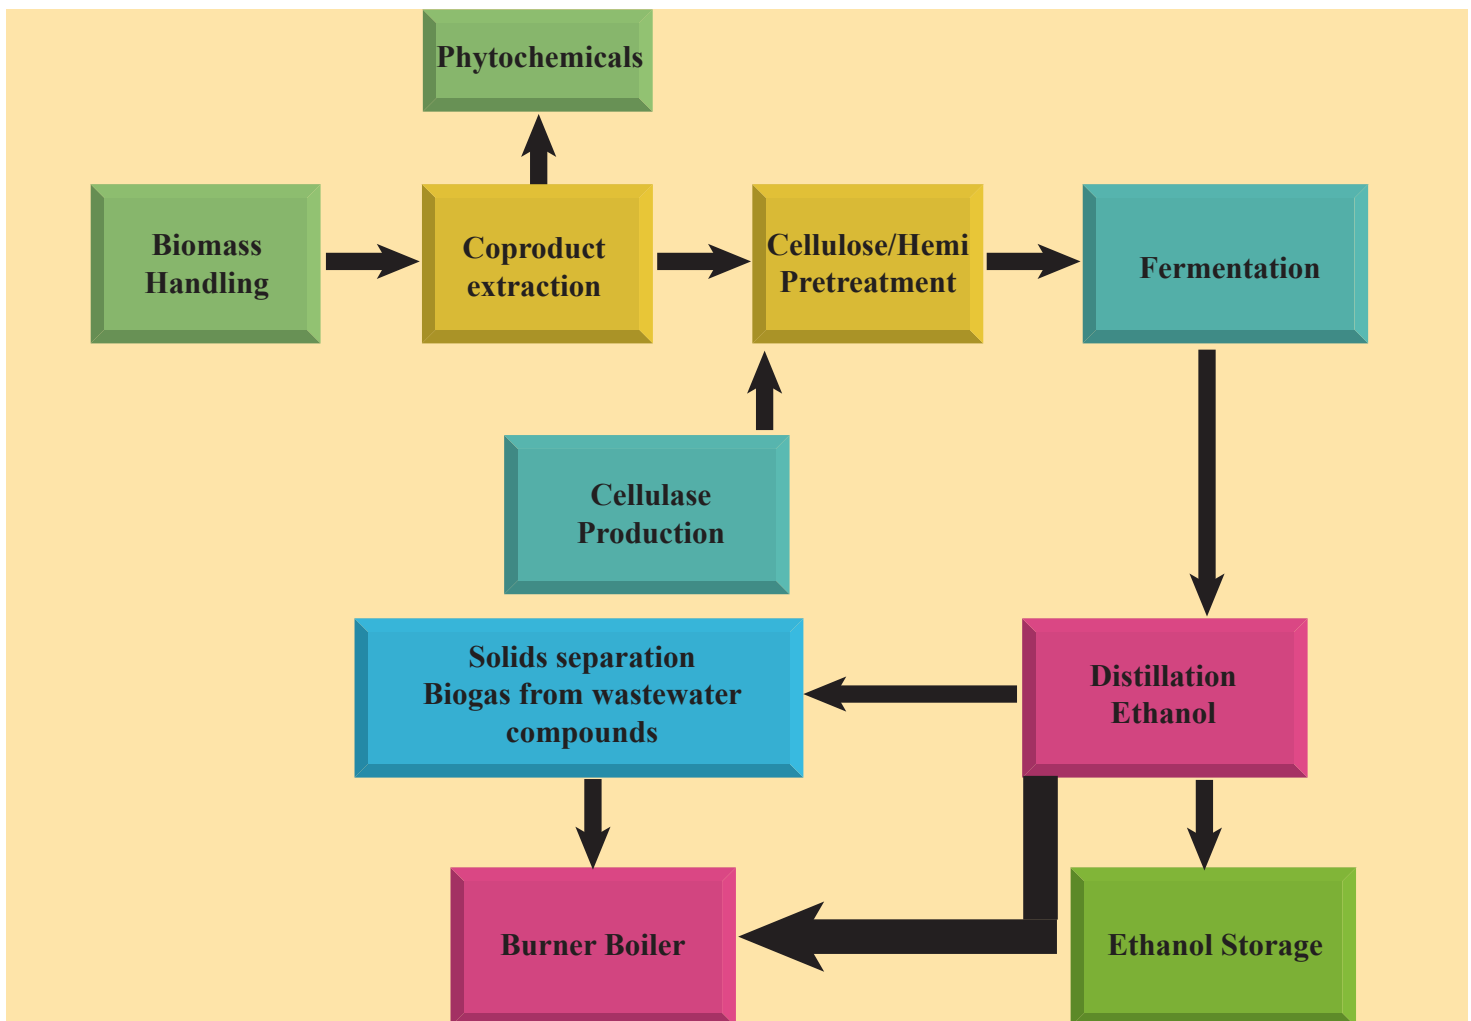 Phytochemicals
Biomass
Handling
Coproduct
extraction
Cellulose/Hemi
Pretreatment
Fermentation
Cellulase
Production
Solids separation
Biogas from wastewater
compounds
Distillation
Ethanol
Burner Boiler
Ethanol Storage